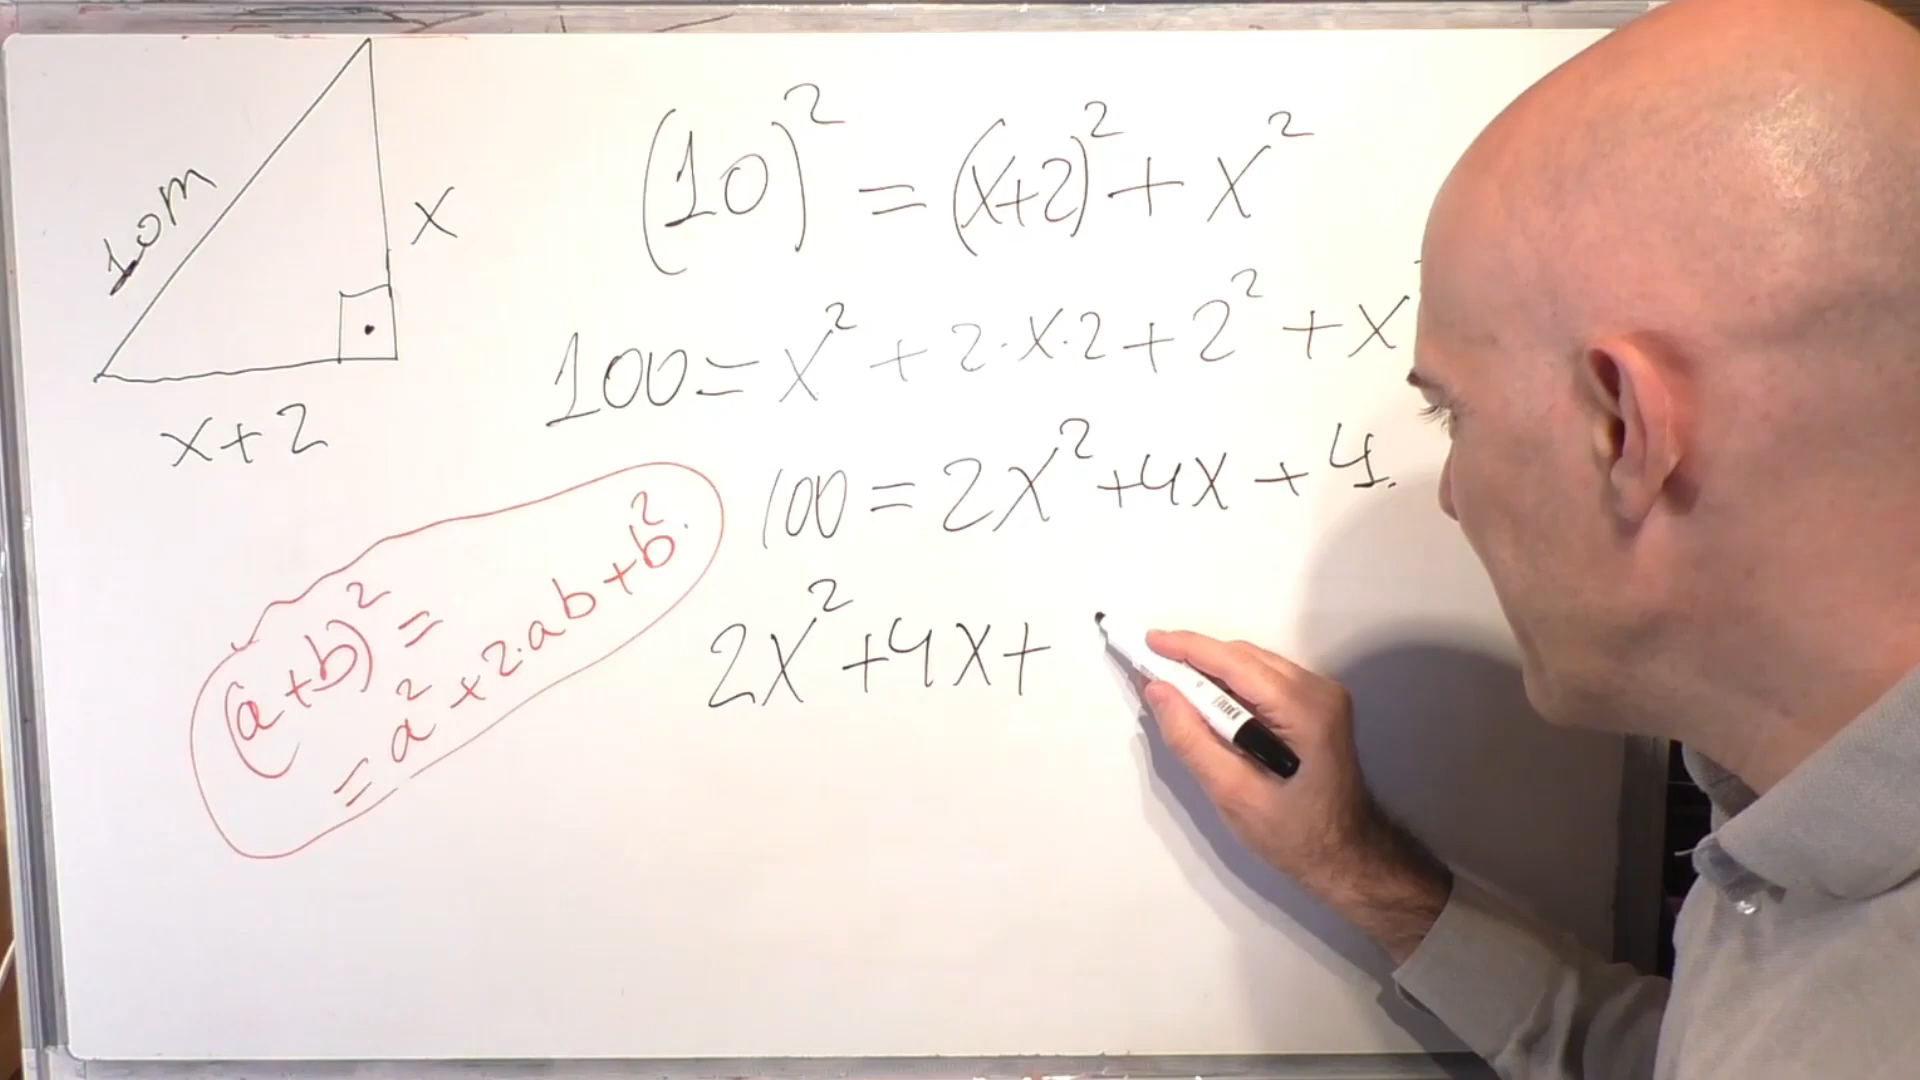 10m
x
x+2
(10)² = (x+2)² + x²
100 = x² + 2·x·2 + 2² + x
100 = 2x² + 4x + 4.
2x² + 4x +
(a+b)² =
= a² + 2·ab + b².